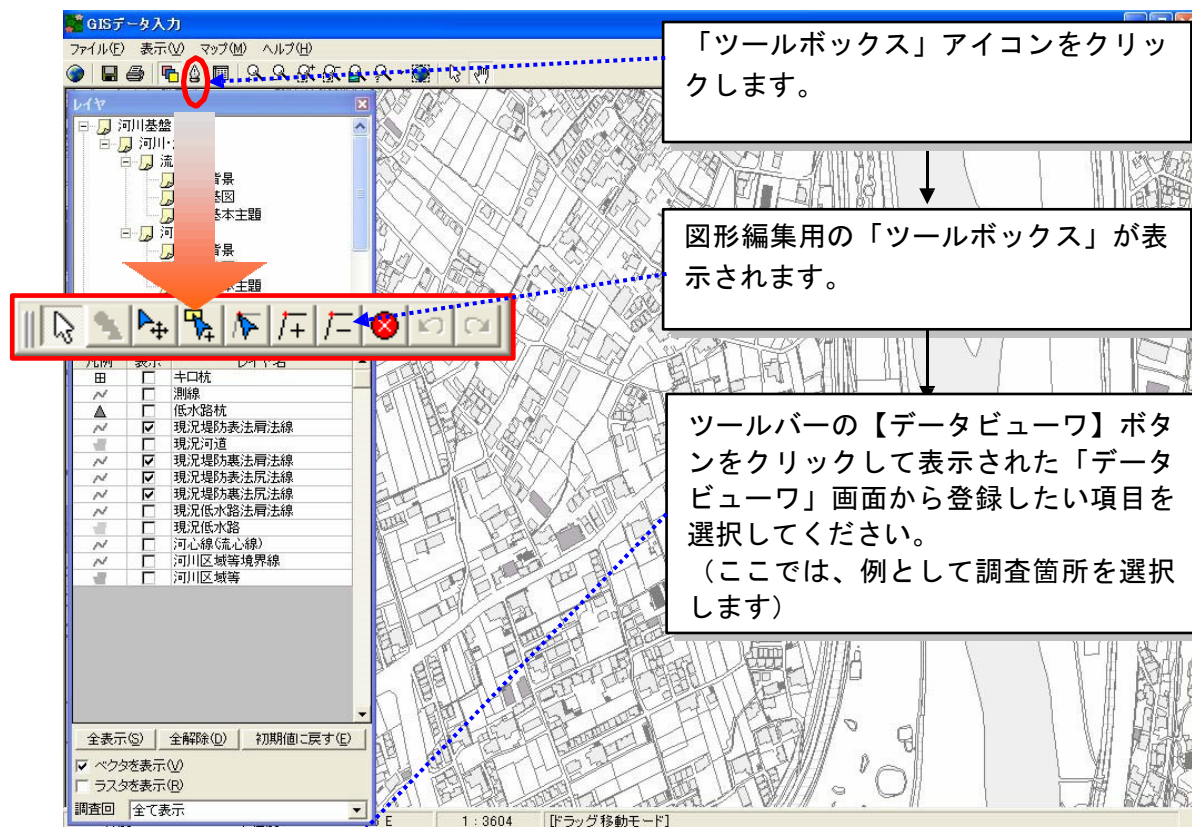 GISデータ入力
ファイル(F) 表示(V) マップ(M) ヘルプ(H)
「ツールボックス」アイコンをクリッ
クします。
図形編集用の「ツールボックス」が表
示されます。
ツールバーの【データビューワ】ボタ
ンをクリックして表示された「データ
ビューワ」画面から登録したい項目を
選択してください。
(ここでは、例として調査箇所を選択
します)
レイヤ
河川基盤
河川・
流
背景
基図
基本主題
河
背景
主題
凡例 表示 レイヤ名
キロ杭
測線
低水路杭
現況堤防表法肩法線
現況河道
現況堤防裏法肩法線
現況堤防表法尻法線
現況堤防裏法尻法線
現況低水路法肩法線
現況低水路
河心線(流心線)
河川区域等境界線
河川区域等
全表示(S) 全解除(D) 初期値に戻す(E)
ベクタを表示(V)
ラスタを表示(R)
調査回 全て表示
E 1 : 3604 [ドラッグ移動モード]